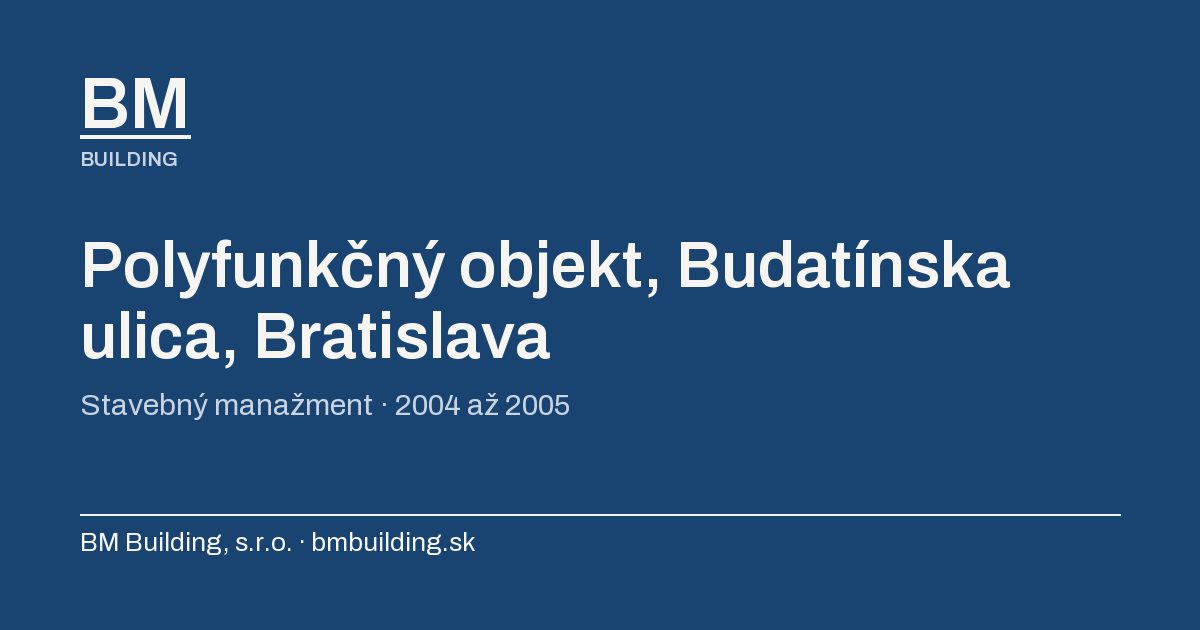 BM
BUILDING
Polyfunkčný objekt, Budatínska
ulica, Bratislava
Stavebný manažment · 2004 až 2005
BM Building, s.r.o. · bmbuilding.sk